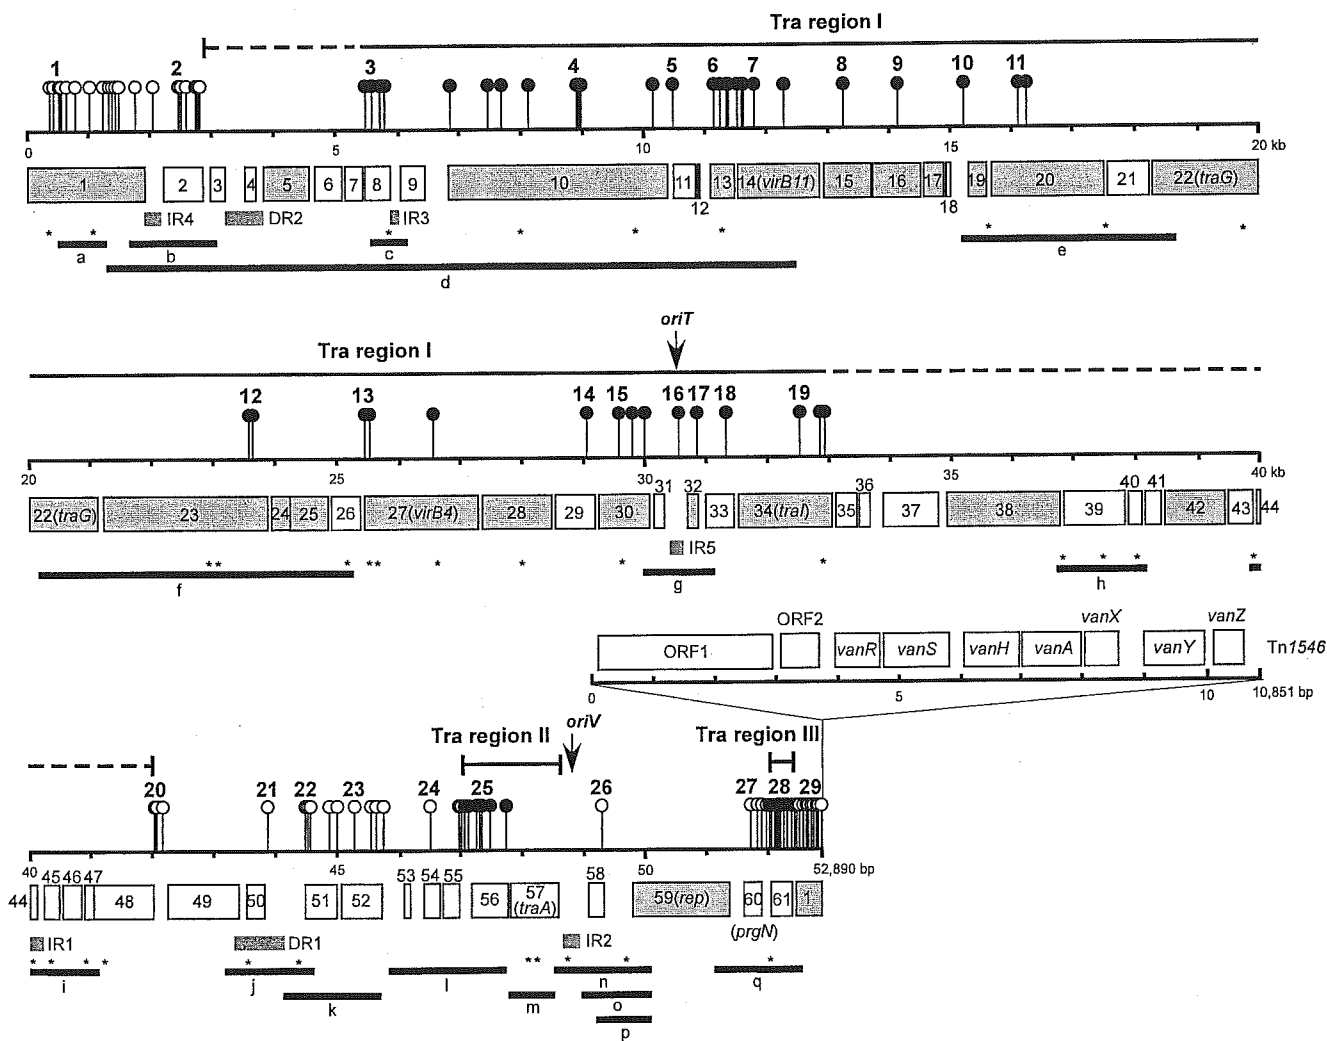 Tra region I
1 2 3 4 5 6 7 8 9 10 11
0 5 10 15 20 kb
1 2 3 4 5 6 7 8 9 10 11 13 14(virB11) 15 16 17 19 20 21 22(traG)
12 18
IR4 DR2 IR3
* * * * * * * * *
a b c e
d
oriT
Tra region I
12 13 14 15 16 17 18 19
20 25 30 35 40 kb
31 32 36 40 41
22(traG) 23 24 25 26 27(virB4) 28 29 30 33 34(traI) 35 37 38 39 42 43 44
IR5
* * * * * * * * * * * * *
f g h
ORF2 vanX vanZ
ORF1 vanR vanS vanH vanA vanY Tn1546
0 5 10 10,851 bp
Tra region II oriV Tra region III
20 21 22 23 24 25 26 27 28 29
40 45 50 52,890 bp
45 46 47 53 54 55 58
44 48 49 50 51 52 56 57 (traA) 59(rep) 60 61 1
(prgN)
IR1 DR1 IR2
* * * * * * * * * * *
i j l n q
k m o
p